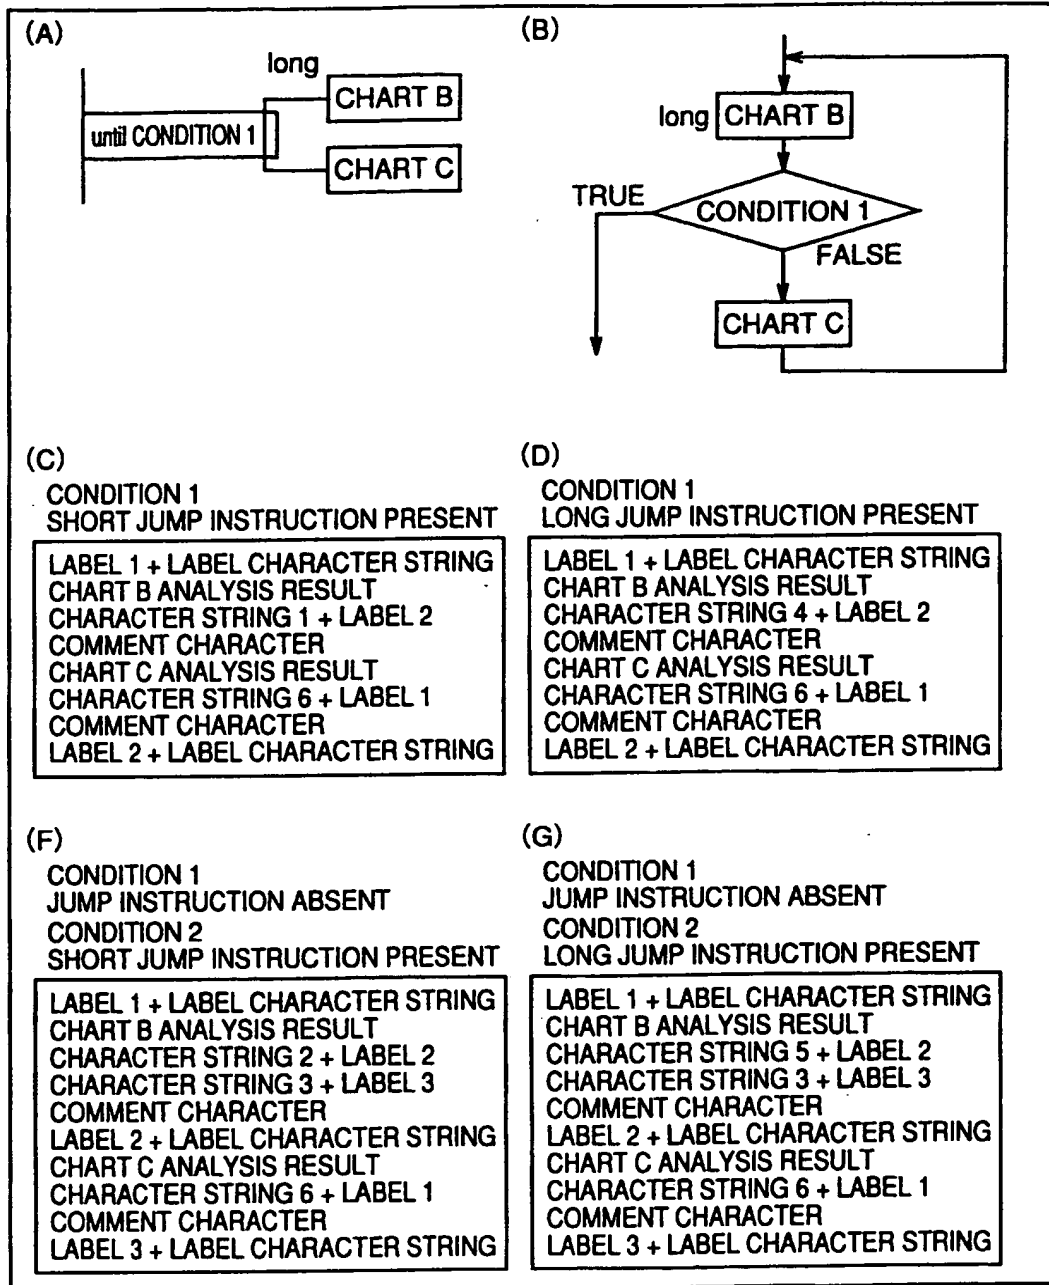 (A)
long
CHART B
until CONDITION 1
CHART C
(B)
long
CHART B
TRUE
CONDITION 1
FALSE
CHART C
(C)
CONDITION 1
SHORT JUMP INSTRUCTION PRESENT
LABEL 1 + LABEL CHARACTER STRING
CHART B ANALYSIS RESULT
CHARACTER STRING 1 + LABEL 2
COMMENT CHARACTER
CHART C ANALYSIS RESULT
CHARACTER STRING 6 + LABEL 1
COMMENT CHARACTER
LABEL 2 + LABEL CHARACTER STRING
(D)
CONDITION 1
LONG JUMP INSTRUCTION PRESENT
LABEL 1 + LABEL CHARACTER STRING
CHART B ANALYSIS RESULT
CHARACTER STRING 4 + LABEL 2
COMMENT CHARACTER
CHART C ANALYSIS RESULT
CHARACTER STRING 6 + LABEL 1
COMMENT CHARACTER
LABEL 2 + LABEL CHARACTER STRING
(F)
CONDITION 1
JUMP INSTRUCTION ABSENT
CONDITION 2
SHORT JUMP INSTRUCTION PRESENT
LABEL 1 + LABEL CHARACTER STRING
CHART B ANALYSIS RESULT
CHARACTER STRING 2 + LABEL 2
CHARACTER STRING 3 + LABEL 3
COMMENT CHARACTER
LABEL 2 + LABEL CHARACTER STRING
CHART C ANALYSIS RESULT
CHARACTER STRING 6 + LABEL 1
COMMENT CHARACTER
LABEL 3 + LABEL CHARACTER STRING
(G)
CONDITION 1
JUMP INSTRUCTION ABSENT
CONDITION 2
LONG JUMP INSTRUCTION PRESENT
LABEL 1 + LABEL CHARACTER STRING
CHART B ANALYSIS RESULT
CHARACTER STRING 5 + LABEL 2
CHARACTER STRING 3 + LABEL 3
COMMENT CHARACTER
LABEL 2 + LABEL CHARACTER STRING
CHART C ANALYSIS RESULT
CHARACTER STRING 6 + LABEL 1
COMMENT CHARACTER
LABEL 3 + LABEL CHARACTER STRING